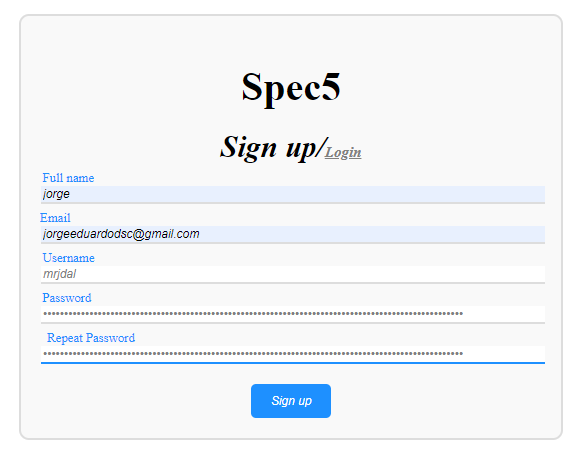 Spec5
Sign up/Login
Full name
jorge
Email
jorgeeduardodsc@gmail.com
Username
mrjdal
Password
Repeat Password
Sign up